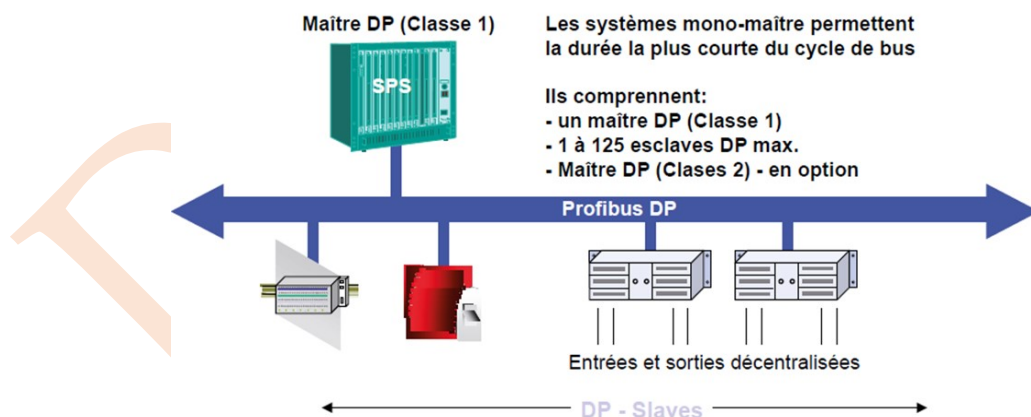 Maître DP (Classe 1)
SPS
Les systèmes mono-maître permettent
la durée la plus courte du cycle de bus
Ils comprennent:
- un maître DP (Classe 1)
- 1 à 125 esclaves DP max.
- Maître DP (Clases 2) - en option
Profibus DP
Entrées et sorties décentralisées
DP - Slaves